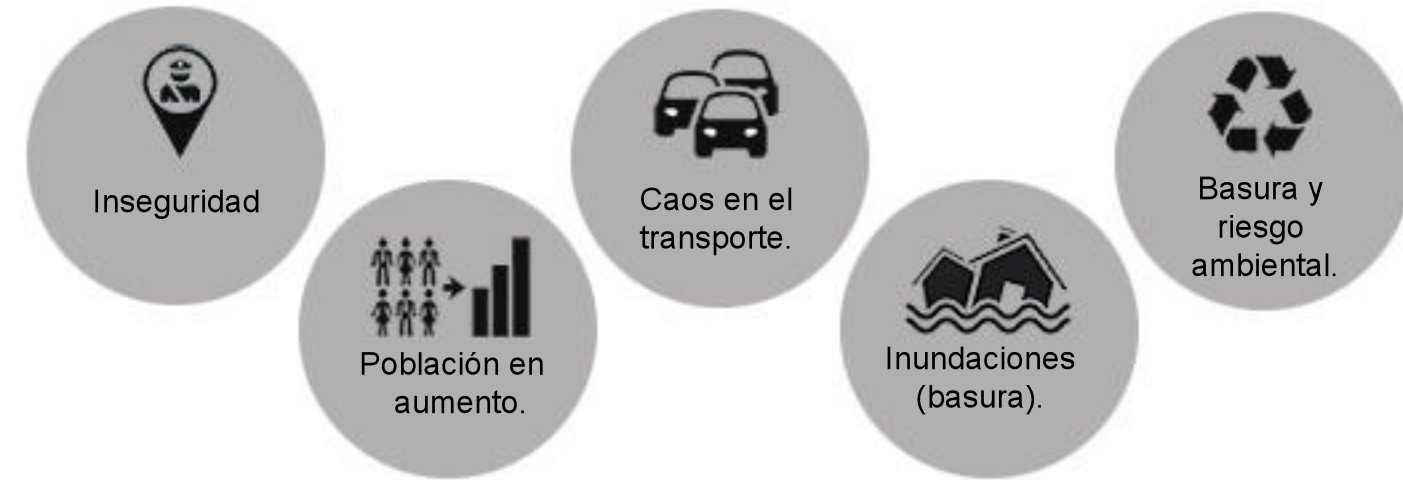 Inseguridad
Población en
aumento.
Caos en el
transporte.
Inundaciones
(basura).
Basura y
riesgo
ambiental.